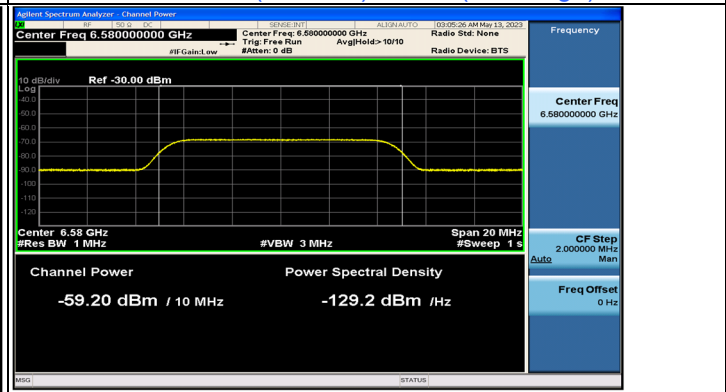 Agilent Spectrum Analyzer - Channel Power
RF 50 Ω DC SENSE:INT ALIGN AUTO 03:05:26 AM May 13, 2023
Center Freq 6.580000000 GHz
Center Freq: 6.580000000 GHz
Radio Std: None
Trig: Free Run Avg|Hold:> 10/10
#IFGain:Low #Atten: 0 dB Radio Device: BTS
Frequency
10 dB/div Ref -30.00 dBm
Log
-40.0
-50.0
-60.0
-70.0
-80.0
-90.0
-100
-110
-120
Center 6.58 GHz Span 20 MHz
#Res BW 1 MHz #VBW 3 MHz #Sweep 1 s
Channel Power Power Spectral Density
-59.20 dBm / 10 MHz -129.2 dBm /Hz
Center Freq
6.580000000 GHz
CF Step
2.000000 MHz
Auto Man
Freq Offset
0 Hz
MSG STATUS